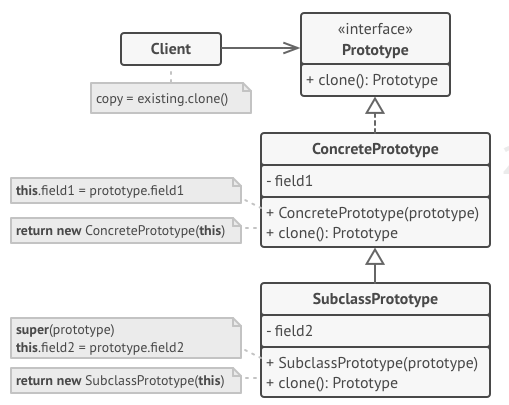 Client
«interface»
Prototype
+ clone(): Prototype
copy = existing.clone()
ConcretePrototype
- field1
this.field1 = prototype.field1
+ ConcretePrototype(prototype)
return new ConcretePrototype(this)
+ clone(): Prototype
SubclassPrototype
- field2
super(prototype)
this.field2 = prototype.field2
+ SubclassPrototype(prototype)
return new SubclassPrototype(this)
+ clone(): Prototype